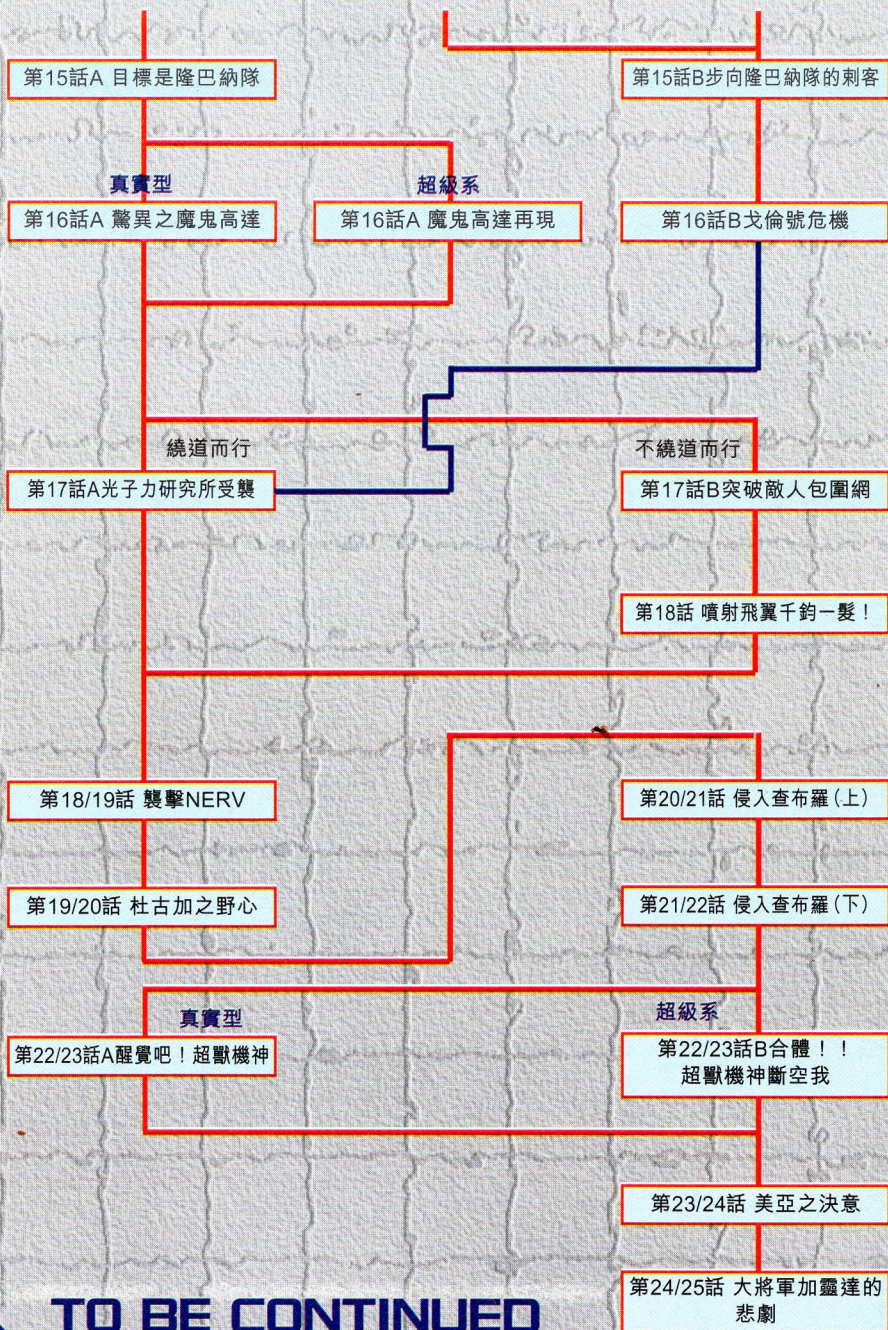 第15話A 目標是隆巴納隊
第15話B步向隆巴納隊的刺客
真實型
超級系
第16話A 驚異之魔鬼高達
第16話A 魔鬼高達再現
第16話B戈倫號危機
繞道而行
不繞道而行
第17話A光子力研究所受襲
第17話B突破敵人包圍網
第18話 噴射飛翼千鈞一髮！
第18/19話 襲擊NERV
第20/21話 侵入查布羅（上）
第19/20話 杜古加之野心
第21/22話 侵入查布羅（下）
真實型
超級系
第22/23話A醒覺吧！超獸機神
第22/23話B合體！！
超獸機神斷空我
第23/24話 美亞之決意
第24/25話 大將軍加靈達的
悲劇
TO BE CONTINUED